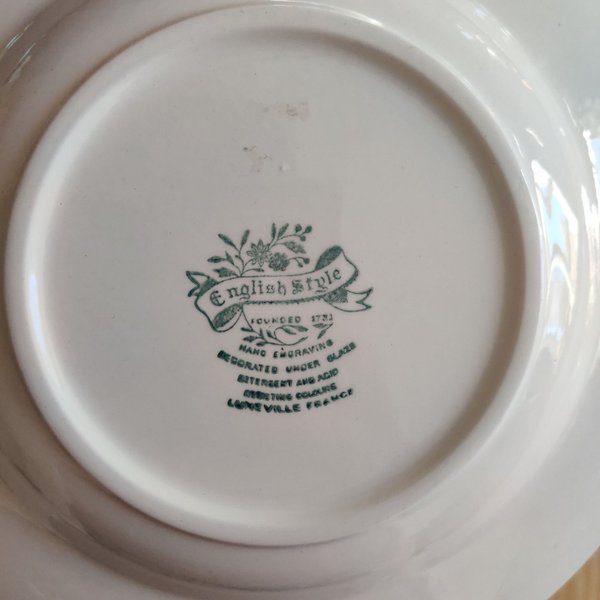 English Style
FOUNDED 1731
HAND ENGRAVING
DECORATED UNDER GLAZE
DETERGENT AND ACID
RESISTING COLOURS
LUNEVILLE FRANCE